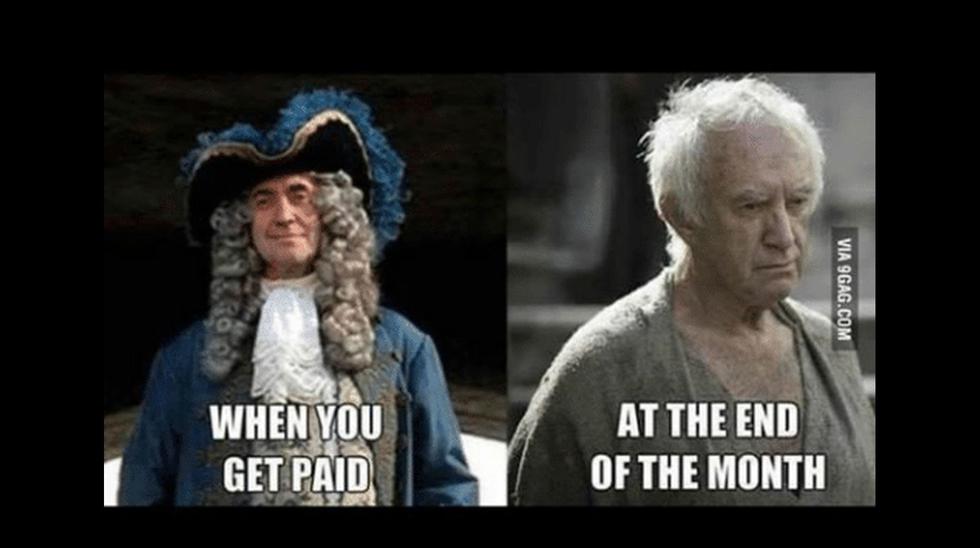 WHEN YOU
GET PAID
AT THE END
OF THE MONTH
VIA 9GAG.COM